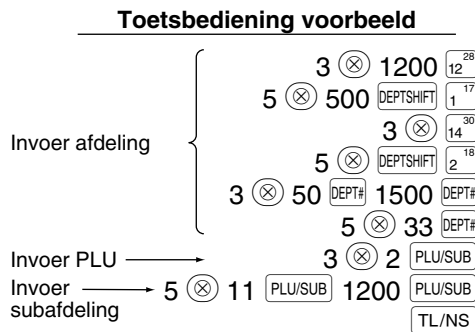 Toetsbediening voorbeeld
3 ⊗ 1200 12 28
5 ⊗ 500 DEPTSHIFT 1 17
Invoer afdeling
3 ⊗ 14 30
5 ⊗ DEPTSHIFT 2 18
3 ⊗ 50 DEPT# 1500 DEPT#
5 ⊗ 33 DEPT#
Invoer PLU 3 ⊗ 2 PLU/SUB
Invoer
subafdeling 5 ⊗ 11 PLU/SUB 1200 PLU/SUB
TL/NS